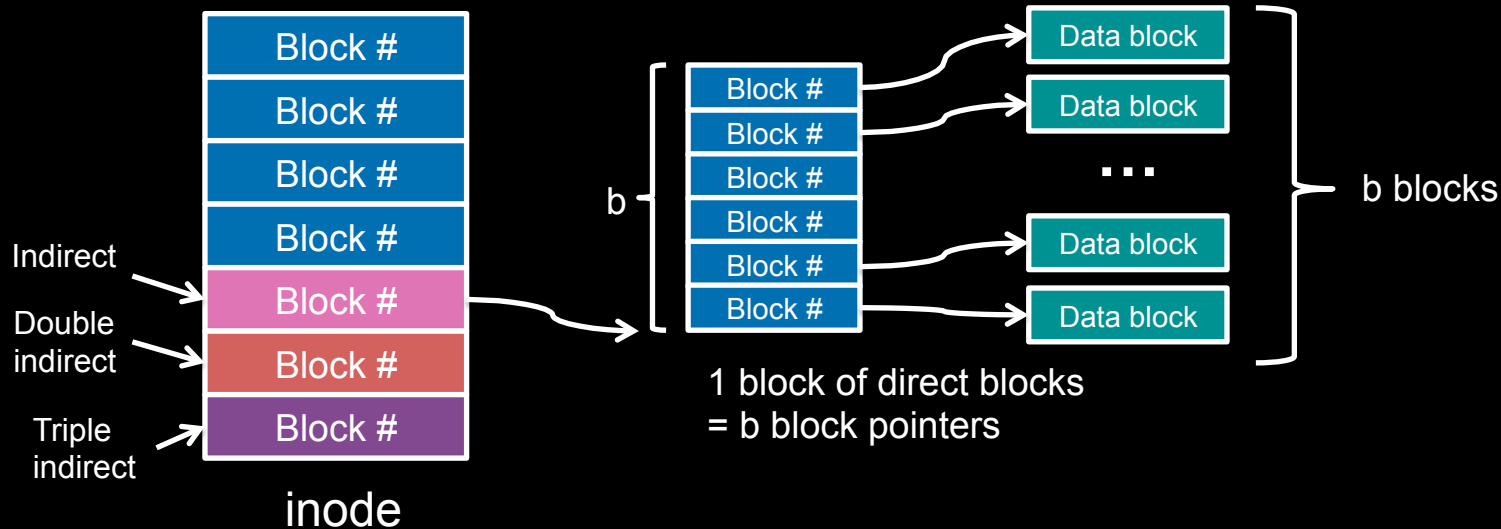 Block #
Block #
Block #
Block #
Indirect
Block #
Double
indirect
Block #
Triple
indirect
Block #
inode
b
Block #
Block #
Block #
Block #
Block #
Block #
1 block of direct blocks
= b block pointers
Data block
Data block
...
Data block
Data block
b blocks